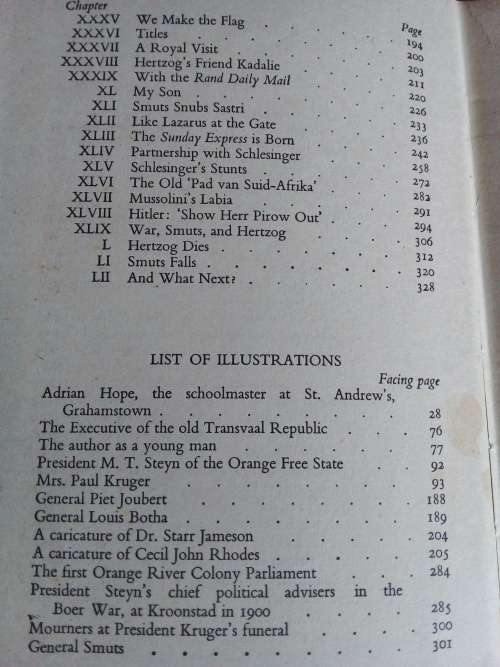 Chapter Page
XXXV We Make the Flag . . . . 194
XXXVI Titles . . . . . . 200
XXXVII A Royal Visit . . . . . 203
XXXVIII Hertzog's Friend Kadalie . . . 211
XXXIX With the Rand Daily Mail . . . 220
XL My Son . . . . . . 226
XLI Smuts Snubs Sastri . . . . 233
XLII Like Lazarus at the Gate . . . 236
XLIII The Sunday Express is Born . . . 242
XLIV Partnership with Schlesinger . . . 258
XLV Schlesinger's Stunts . . . . 272
XLVI The Old 'Pad van Suid-Afrika' . . . 282
XLVII Mussolini's Labia . . . . 291
XLVIII Hitler: 'Show Herr Pirow Out' . . . 294
XLIX War, Smuts, and Hertzog . . . 306
L Hertzog Dies . . . . . 312
LI Smuts Falls . . . . . . 320
LII And What Next? . . . . . 328
LIST OF ILLUSTRATIONS
Facing page
Adrian Hope, the schoolmaster at St. Andrew's,
Grahamstown . . . . . . . 28
The Executive of the old Transvaal Republic . . . 76
The author as a young man . . . . . 77
President M. T. Steyn of the Orange Free State . . 92
Mrs. Paul Kruger . . . . . . 93
General Piet Joubert . . . . . . 188
General Louis Botha . . . . . . 189
A caricature of Dr. Starr Jameson . . . . 204
A caricature of Cecil John Rhodes . . . . 205
The first Orange River Colony Parliament . . . 284
President Steyn's chief political advisers in the
Boer War, at Kroonstad in 1900 . . . . 285
Mourners at President Kruger's funeral . . . 300
General Smuts . . . . . . . 301